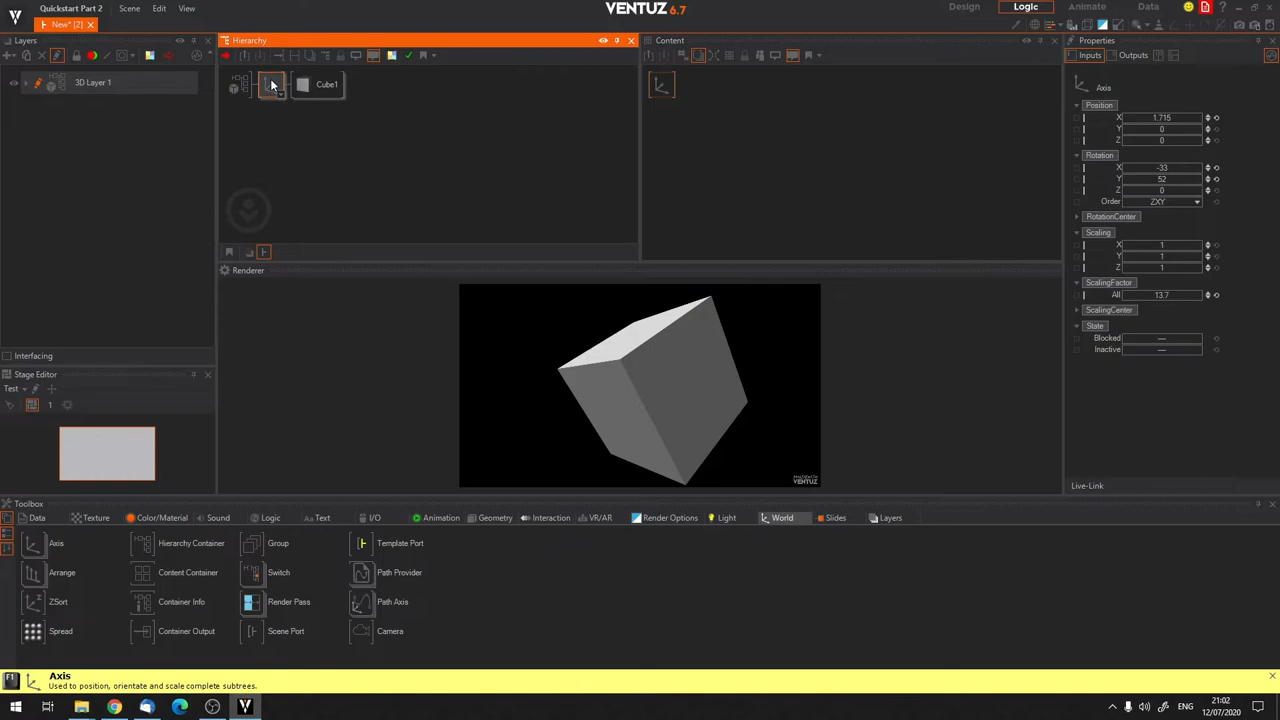 Quickstart Part 2
Scene Edit View
VENTUZ 6.7
Design Logic Animate Data
New* [2]
Layers
Hierarchy
Content
Properties
Inputs Outputs
3D Layer 1
Cube1
Axis
Position
X 1.715
Y 0
Z 0
Rotation
X -33
Y 52
Z 0
Order ZXY
RotationCenter
Scaling
X 1
Y 1
Z 1
ScalingFactor
All 13.7
ScalingCenter
State
Blocked —
Inactive —
Renderer
Interfacing
Stage Editor
Test
1
VENTUZ
Live-Link
Toolbox
Data Texture Color/Material Sound Logic Text I/O Animation Geometry Interaction VR/AR Render Options Light World Slides Layers
Axis Hierarchy Container Group Template Port
Arrange Content Container Switch Path Provider
ZSort Container Info Render Pass Path Axis
Spread Container Output Scene Port Camera
F1
Axis
Used to position, orientate and scale complete subtrees.
ENG
21:02
12/07/2020